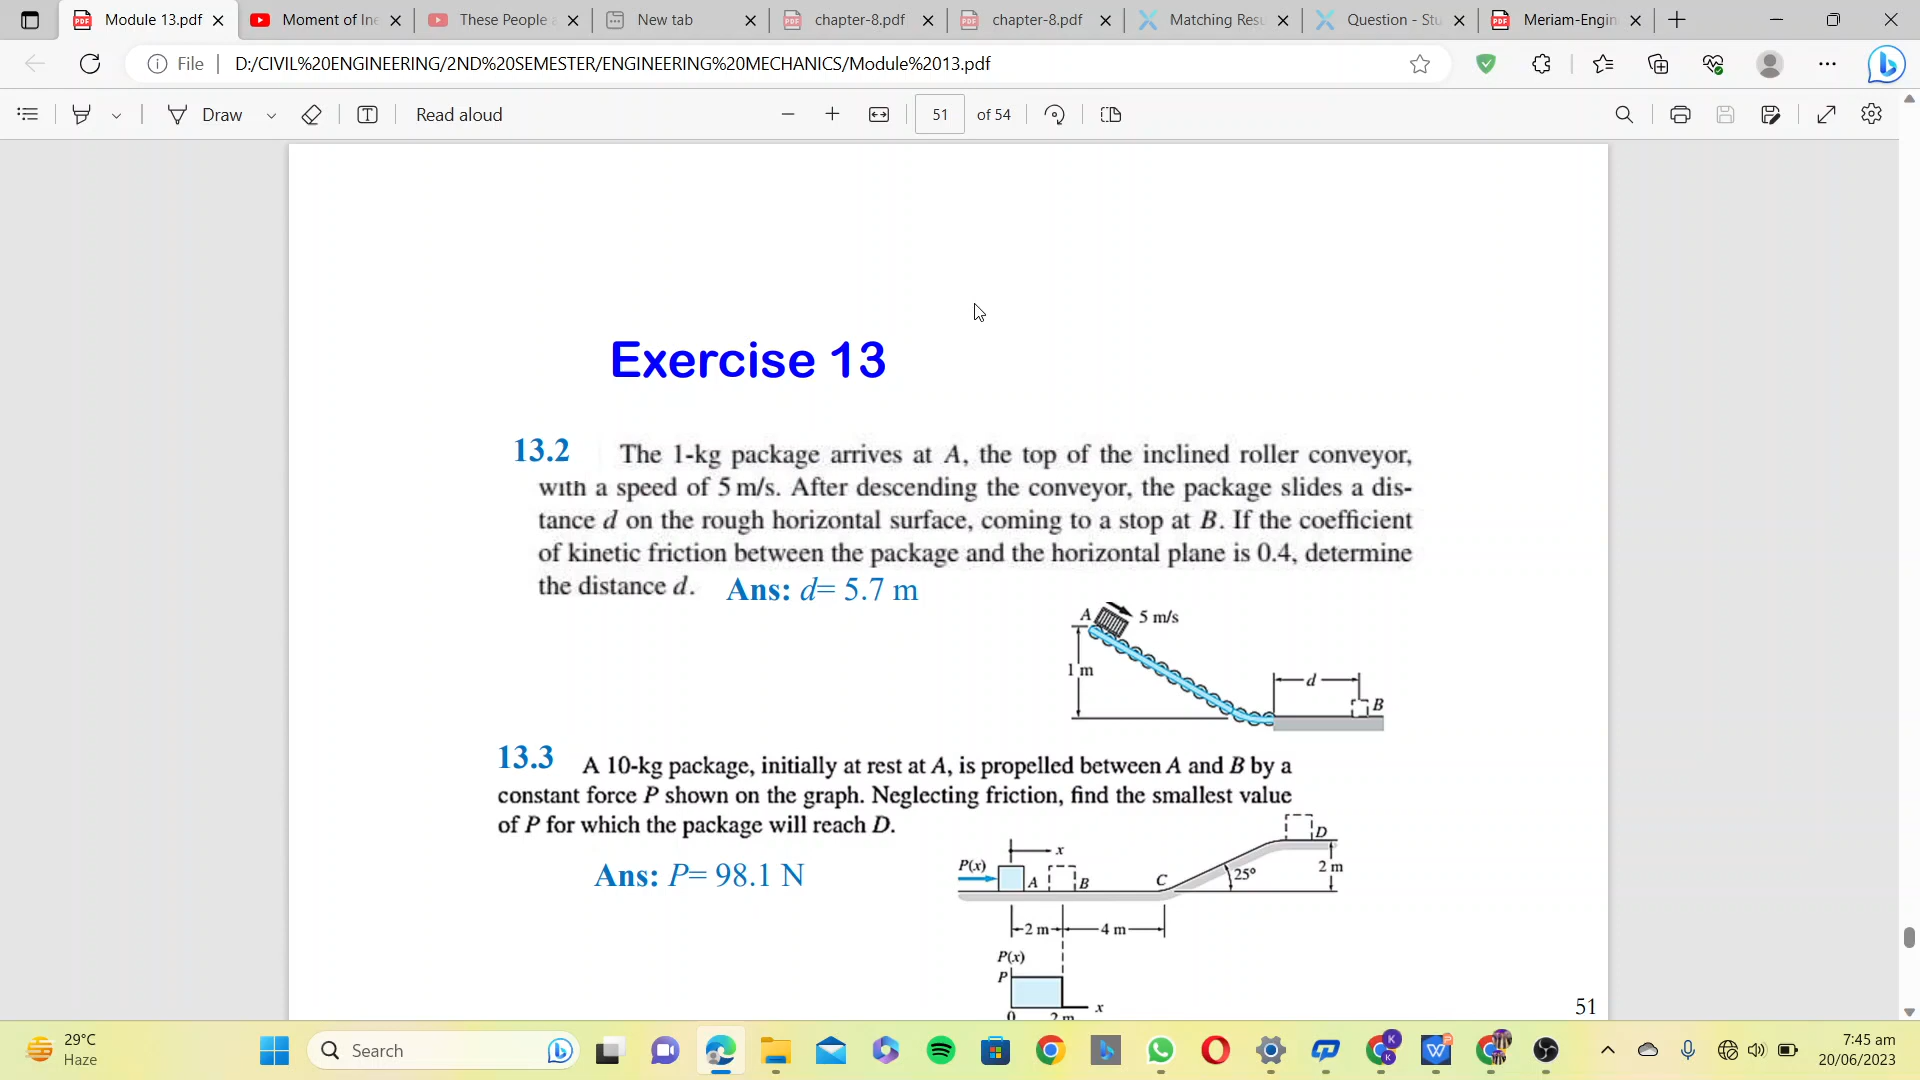 Module 13.pdf
Moment of Ine
These People a
New tab
chapter-8.pdf
chapter-8.pdf
Matching Resu
Question - Stu
Meriam-Engin
File
D:/CIVIL%20ENGINEERING/2ND%20SEMESTER/ENGINEERING%20MECHANICS/Module%2013.pdf
Draw
Read aloud
51
of 54
Exercise 13
13.2 The 1-kg package arrives at A, the top of the inclined roller conveyor,
with a speed of 5 m/s. After descending the conveyor, the package slides a dis-
tance d on the rough horizontal surface, coming to a stop at B. If the coefficient
of kinetic friction between the package and the horizontal plane is 0.4, determine
the distance d. Ans: d= 5.7 m
A
5 m/s
1 m
d
B
13.3 A 10-kg package, initially at rest at A, is propelled between A and B by a
constant force P shown on the graph. Neglecting friction, find the smallest value
of P for which the package will reach D.
Ans: P= 98.1 N
x
D
P(x)
A
B
C
25°
2 m
2 m
4 m
P(x)
P
x
0
2 m
51
29°C
Haze
Search
7:45 am
20/06/2023